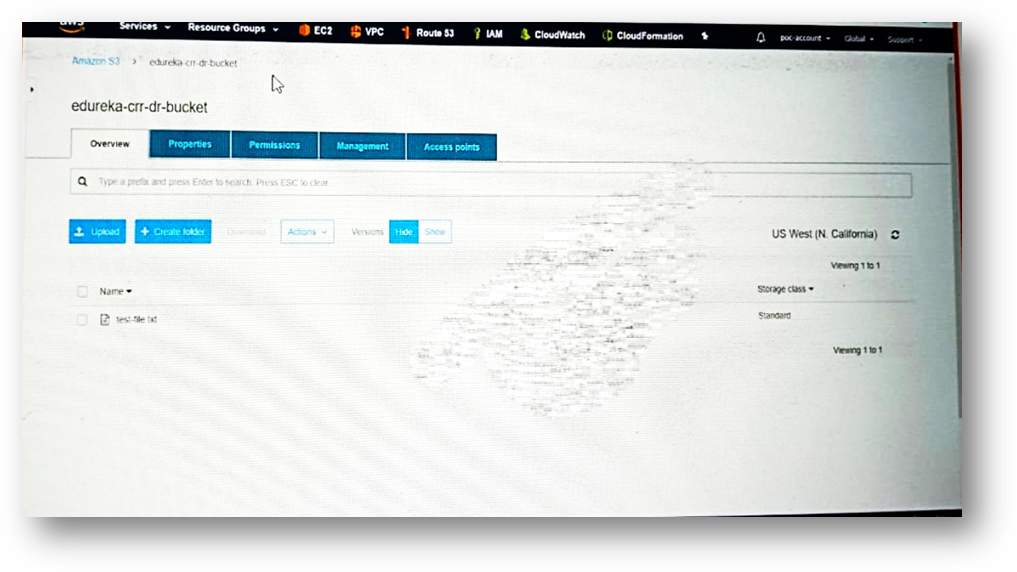 aws Services Resource Groups EC2 VPC Route 53 IAM CloudWatch CloudFormation poc-account Global Support
Amazon S3 > edureka-crr-dr-bucket
edureka-crr-dr-bucket
Overview Properties Permissions Management Access points
Type a prefix and press Enter to search. Press ESC to clear.
Upload + Create folder Download Actions Versions Hide Show US West (N. California)
Viewing 1 to 1
Name Storage class
test-file.txt Standard
Viewing 1 to 1